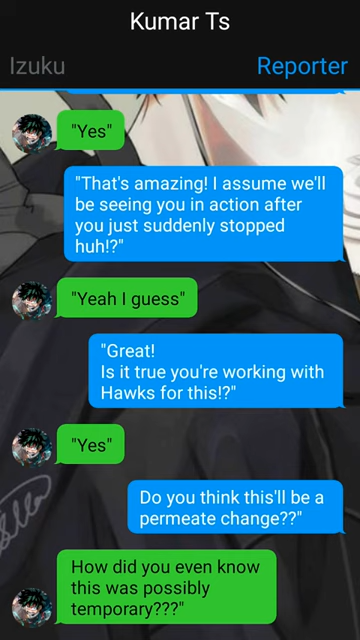 Kumar Ts
Izuku
Reporter
"Yes"
"That's amazing! I assume we'll
be seeing you in action after
you just suddenly stopped
huh!?"
"Yeah I guess"
"Great!
Is it true you're working with
Hawks for this!?"
"Yes"
Do you think this'll be a
permeate change??"
How did you even know
this was possibly
temporary???"